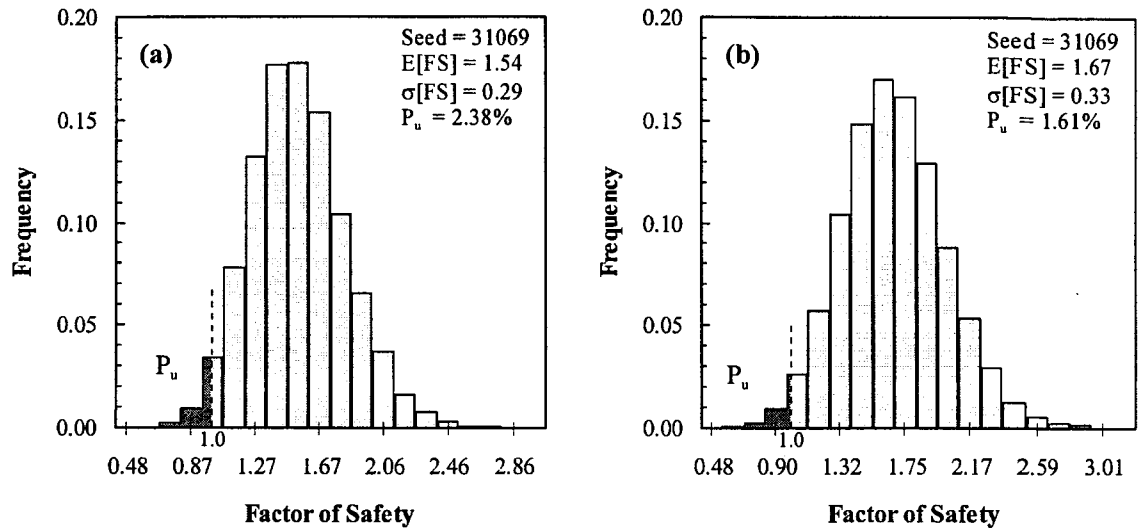 (a)
Seed = 31069
E[FS] = 1.54
σ[FS] = 0.29
Pu = 2.38%
Frequency
0.20
0.15
0.10
0.05
0.00
Pu
1.0
0.48 0.87 1.27 1.67 2.06 2.46 2.86
Factor of Safety
(b)
Seed = 31069
E[FS] = 1.67
σ[FS] = 0.33
Pu = 1.61%
Frequency
0.20
0.15
0.10
0.05
0.00
Pu
1.0
0.48 0.90 1.32 1.75 2.17 2.59 3.01
Factor of Safety